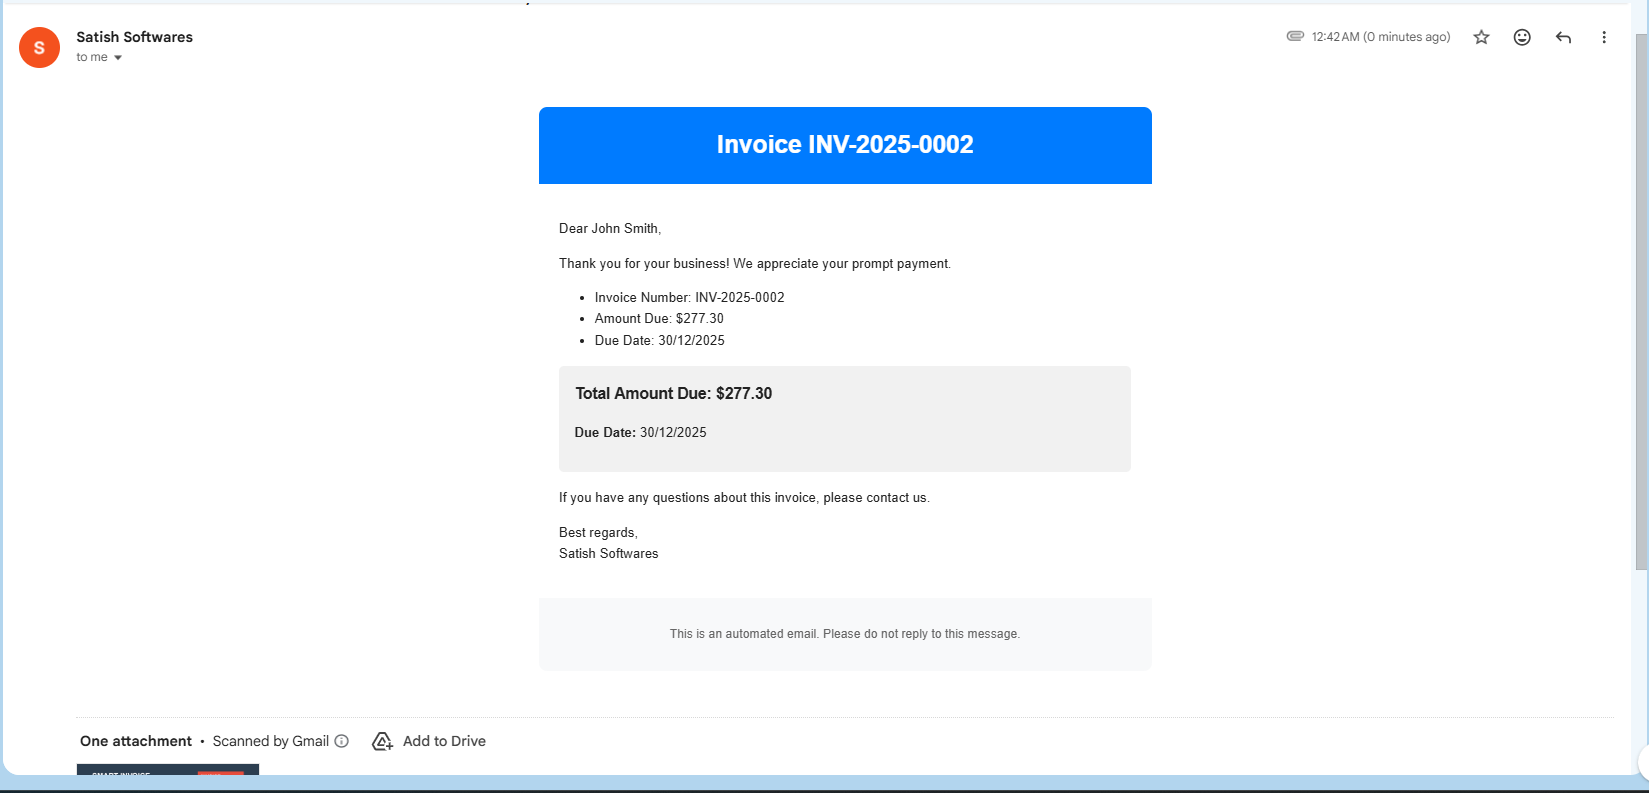 S
Satish Softwares
12:42 AM (0 minutes ago)
to me
Invoice INV-2025-0002
Dear John Smith,
Thank you for your business! We appreciate your prompt payment.
• Invoice Number: INV-2025-0002
• Amount Due: $277.30
• Due Date: 30/12/2025
Total Amount Due: $277.30
Due Date: 30/12/2025
If you have any questions about this invoice, please contact us.
Best regards,
Satish Softwares
This is an automated email. Please do not reply to this message.
One attachment • Scanned by Gmail
Add to Drive